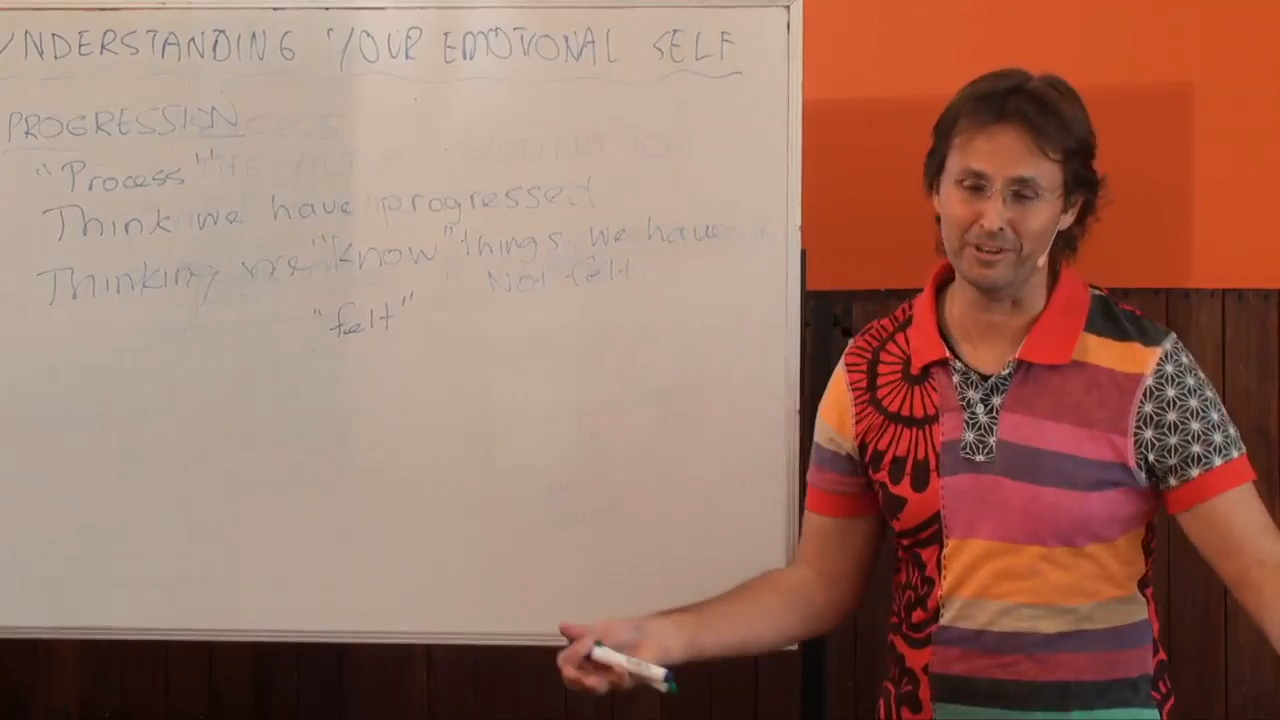 UNDERSTANDING YOUR EMOTIONAL SELF
PROGRESSION
"Process"
Think we have progressed
Thinking we "know" things we have
Not felt
"felt"